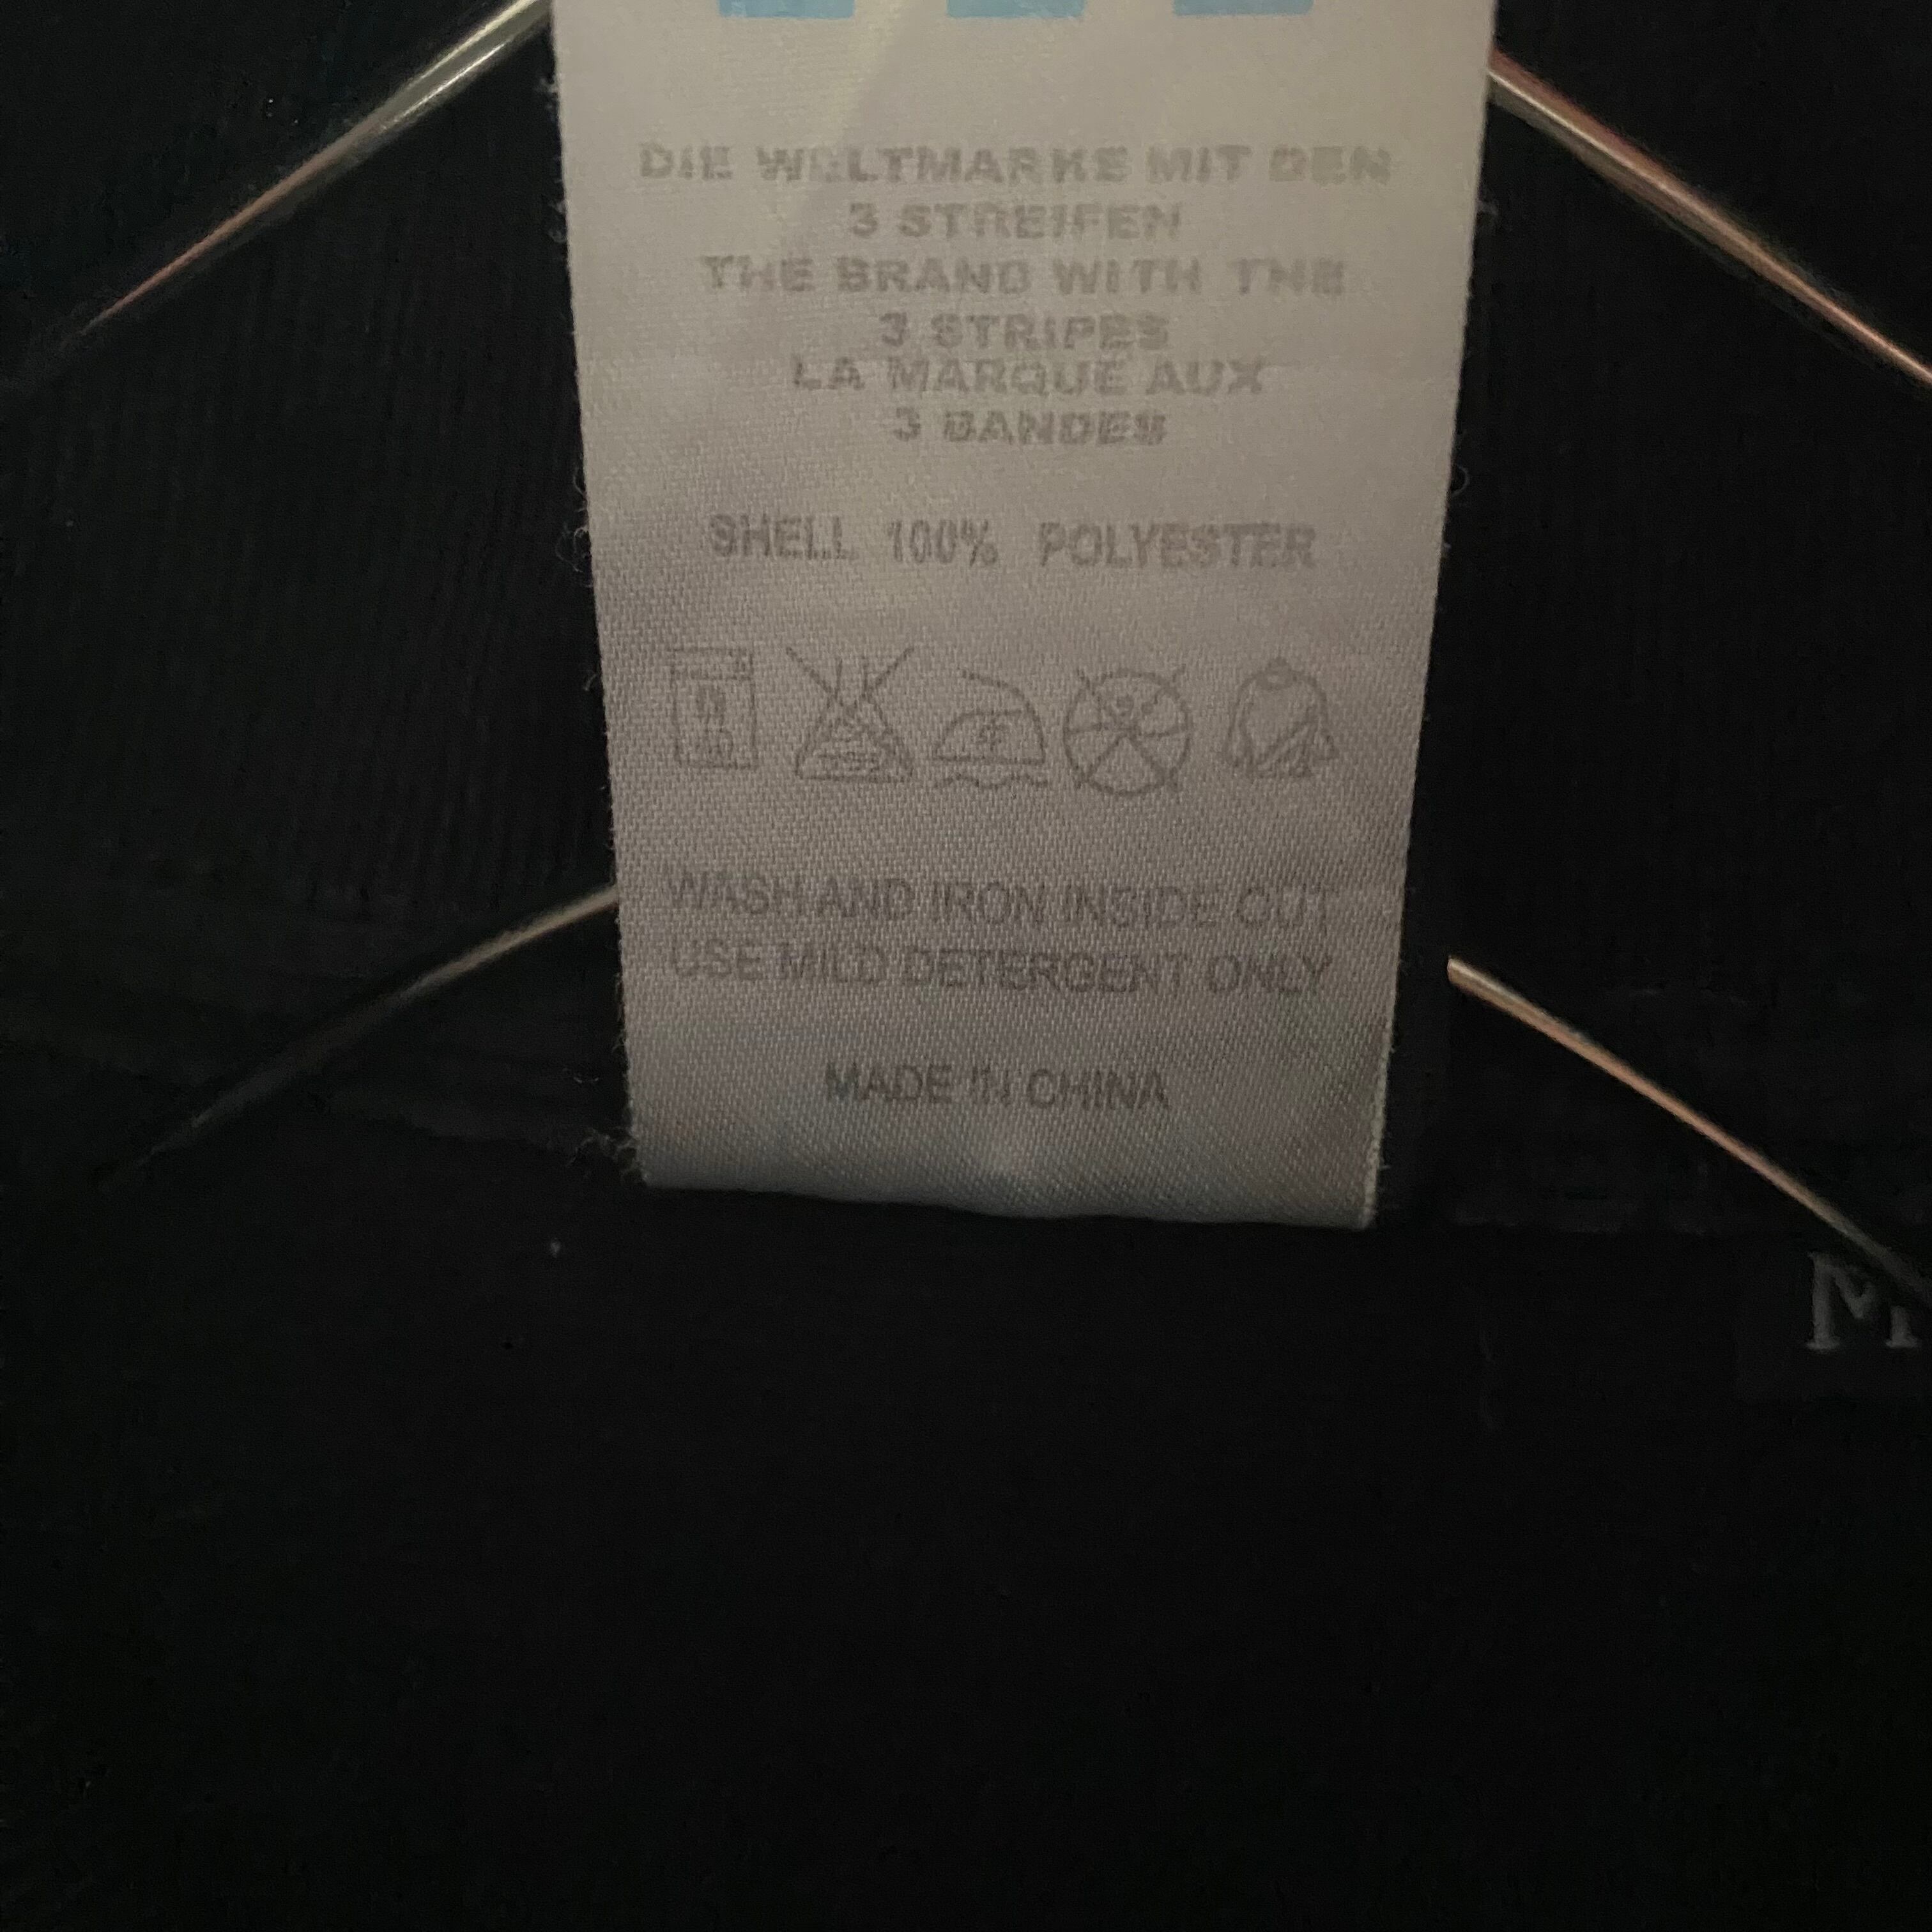 DIE WELTMARKE MIT DEN
3 STREIFEN
THE BRAND WITH THE
3 STRIPES
LA MARQUE AUX
3 BANDES
SHELL 100% POLYESTER
WASH AND IRON INSIDE OUT
USE MILD DETERGENT ONLY
MADE IN CHINA
M